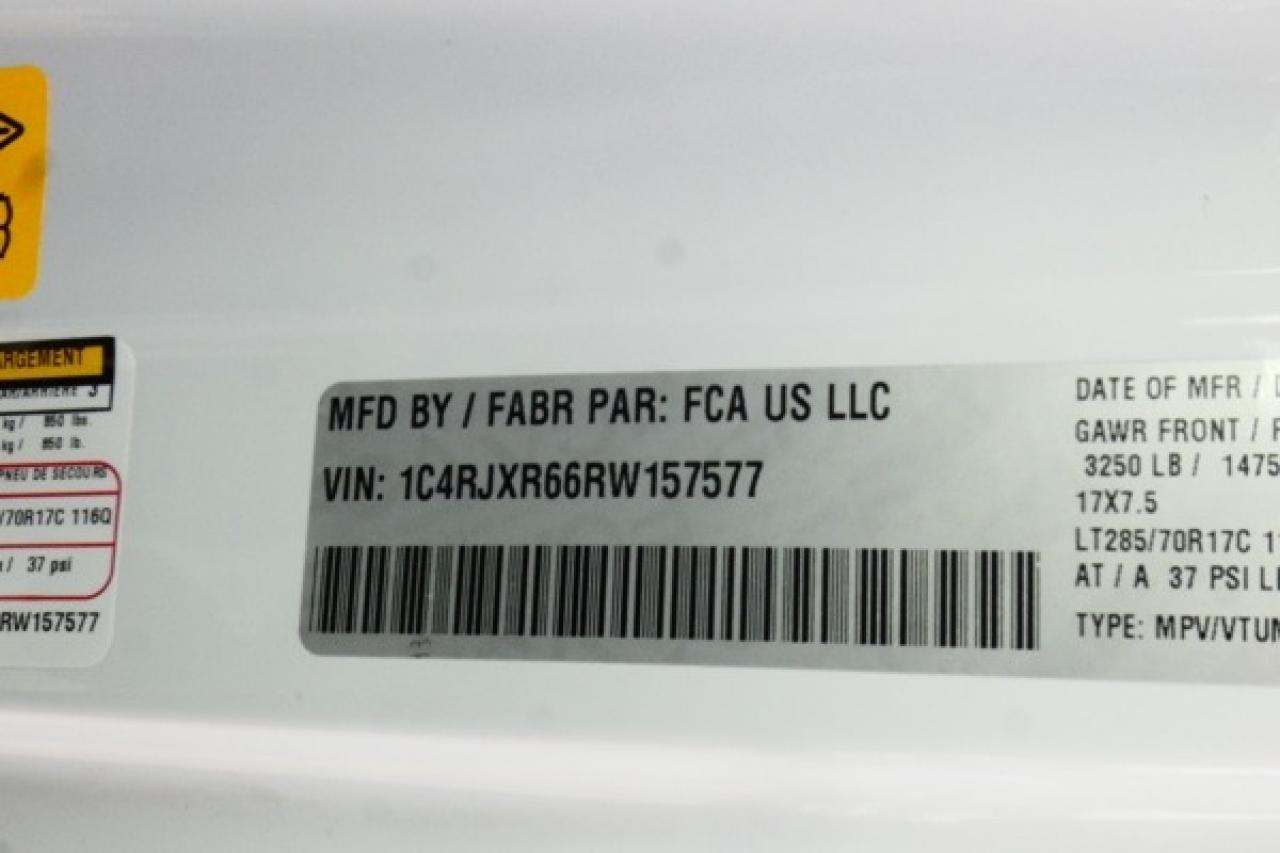 ARGEMENT
kg / 850 lbs.
kg / 850 lb.
PNEU DE SECOURS
/70R17C 116Q
/ 37 psi
RW157577
MFD BY / FABR PAR: FCA US LLC
VIN: 1C4RJXR66RW157577
DATE OF MFR /
GAWR FRONT /
3250 LB / 1475
17X7.5
LT285/70R17C 11
AT / A 37 PSI
TYPE: MPV/VTUN